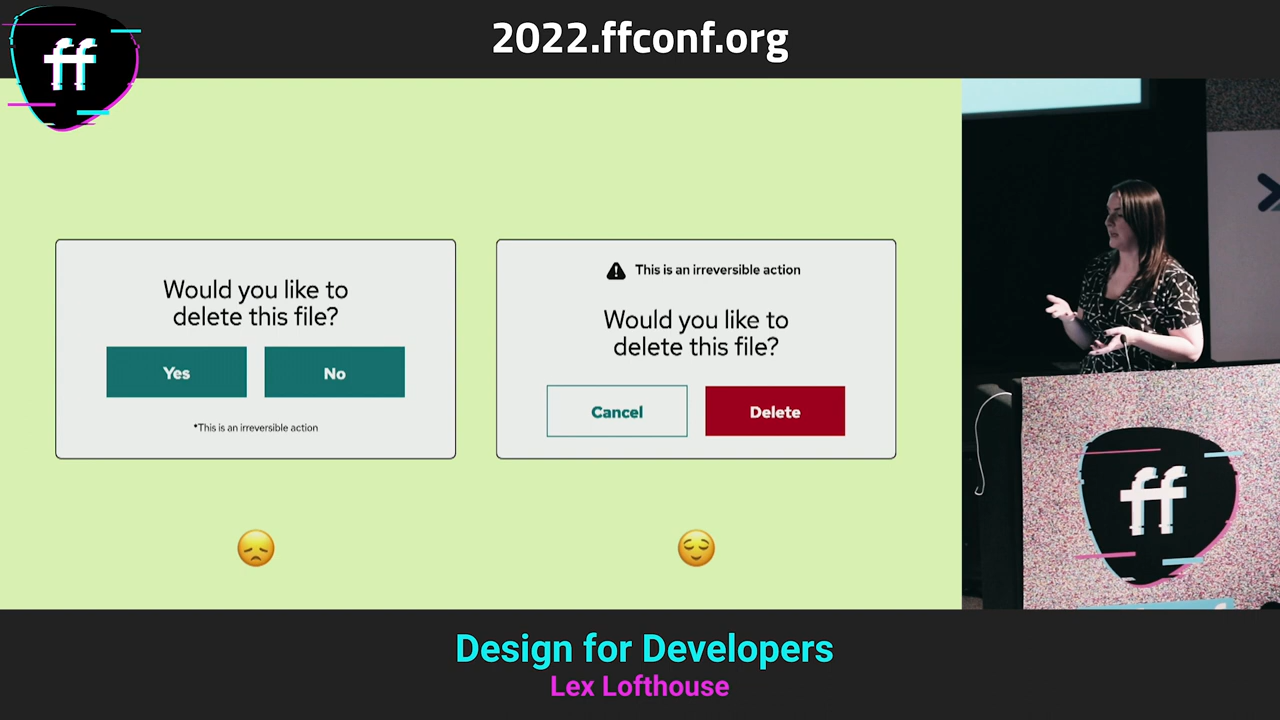 2022.ffconf.org
ff
Would you like to
delete this file?
Yes
No
*This is an irreversible action
This is an irreversible action
Would you like to
delete this file?
Cancel
Delete
ff
Design for Developers
Lex Lofthouse